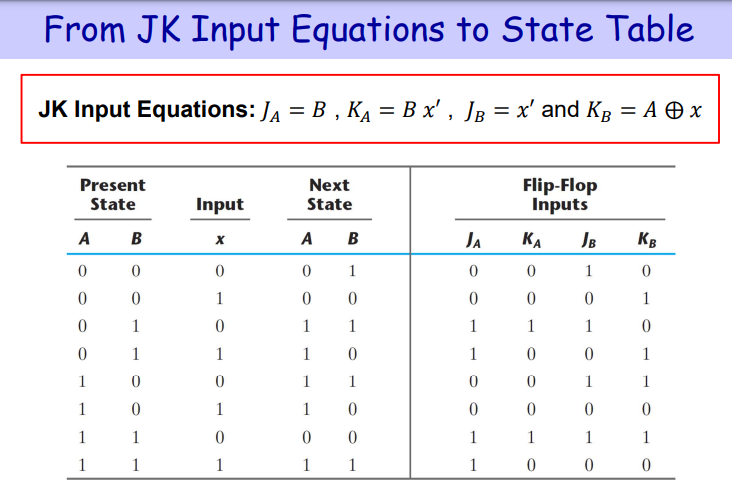 From JK Input Equations to State Table
JK Input Equations: J_A = B , K_A = B x′ , J_B = x′ and K_B = A ⊕ x
Present State Input Next State Flip-Flop Inputs
A B x A B J_A K_A J_B K_B
0 0 0 0 1 0 0 1 0
0 0 1 0 0 0 0 0 1
0 1 0 1 1 1 1 1 0
0 1 1 1 0 1 0 0 1
1 0 0 1 1 0 0 1 1
1 0 1 1 0 0 0 0 0
1 1 0 0 0 1 1 1 1
1 1 1 1 1 1 0 0 0